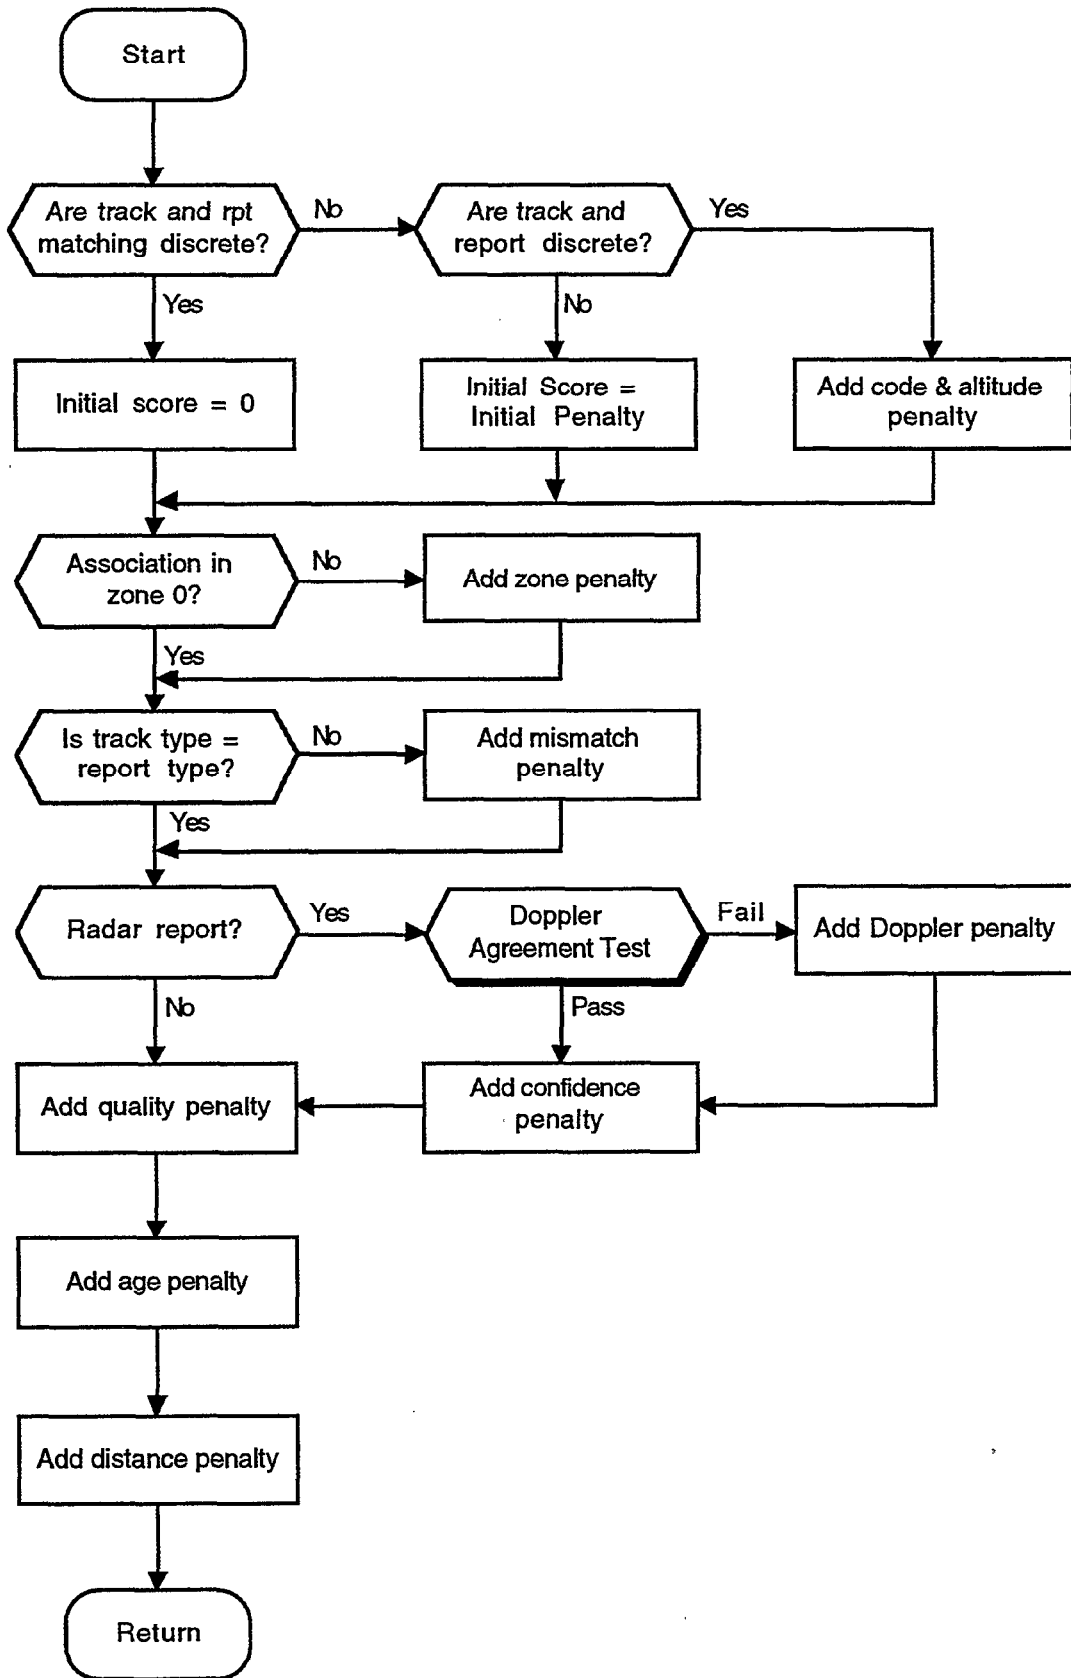 Start
Are track and rpt
matching discrete?
No
Are track and
report discrete?
Yes
Yes
No
Initial score = 0
Initial Score =
Initial Penalty
Add code & altitude
penalty
Association in
zone 0?
No
Add zone penalty
Yes
Is track type =
report type?
No
Add mismatch
penalty
Yes
Radar report?
Yes
Doppler
Agreement Test
Fail
Add Doppler penalty
No
Pass
Add quality penalty
Add confidence
penalty
Add age penalty
Add distance penalty
Return